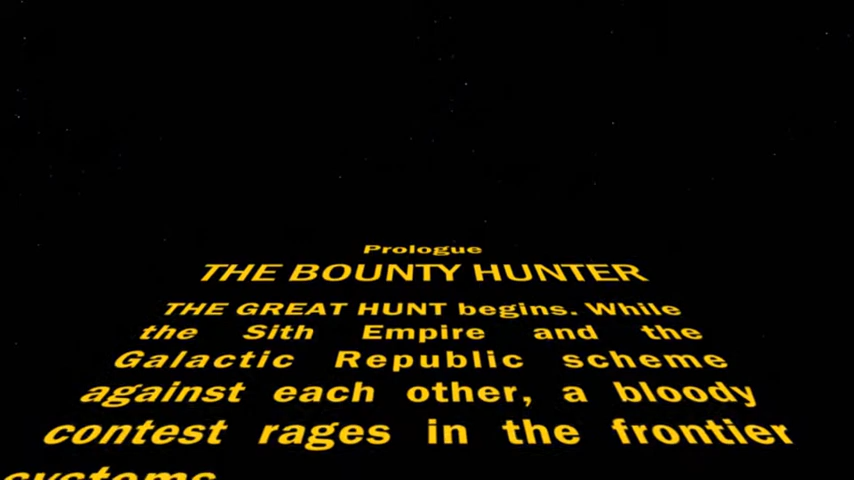 Prologue
THE BOUNTY HUNTER
THE GREAT HUNT begins. While
the Sith Empire and the
Galactic Republic scheme
against each other, a bloody
contest rages in the frontier
systems